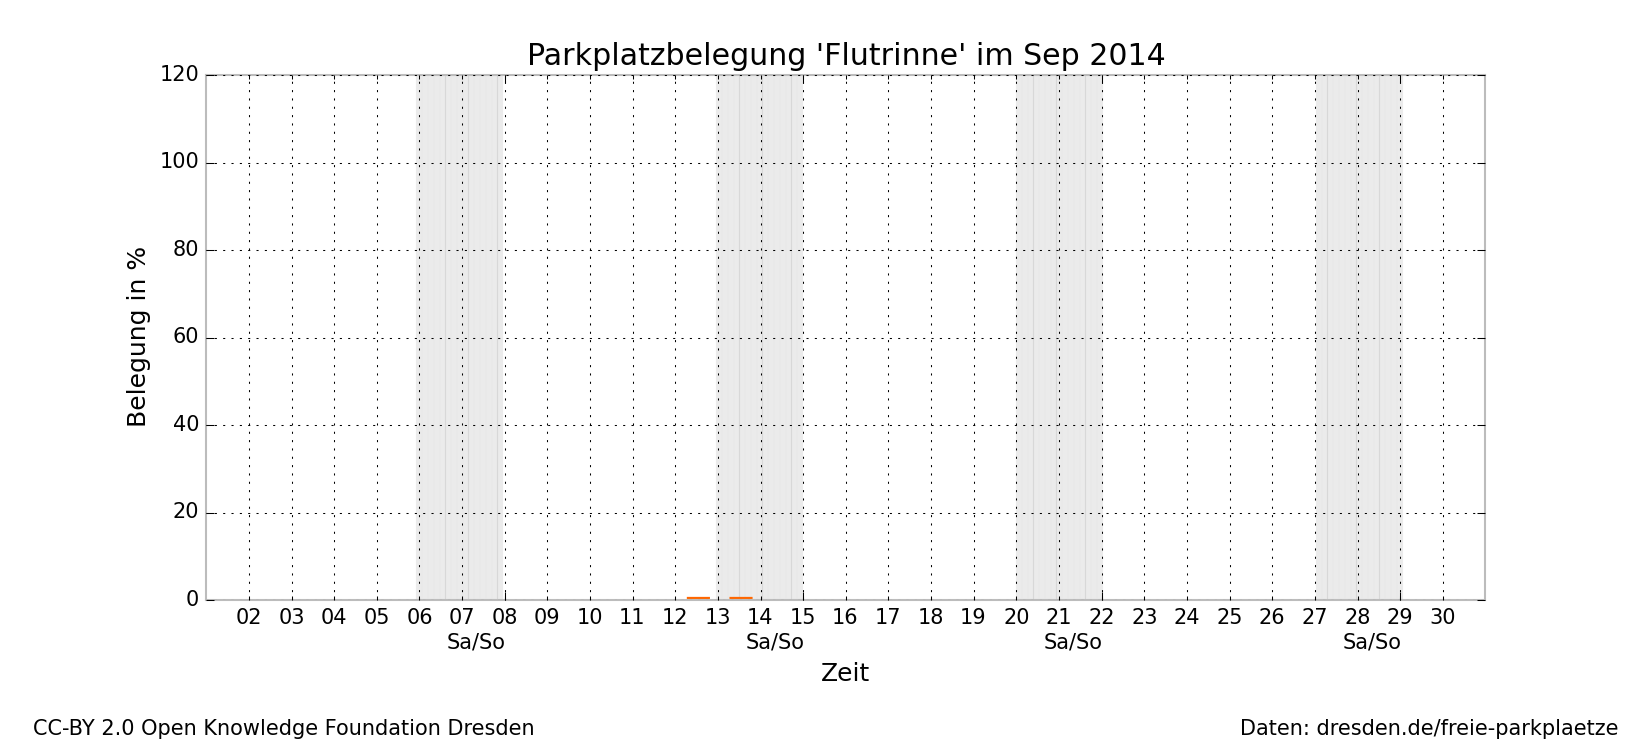 Parkplatzbelegung 'Flutrinne' im Sep 2014
120
100
80
60
40
20
0
Belegung in %
02 03 04 05 06 07 08 09 10 11 12 13 14 15 16 17 18 19 20 21 22 23 24 25 26 27 28 29 30
Sa/So Sa/So Sa/So Sa/So
Zeit
CC-BY 2.0 Open Knowledge Foundation Dresden
Daten: dresden.de/freie-parkplaetze